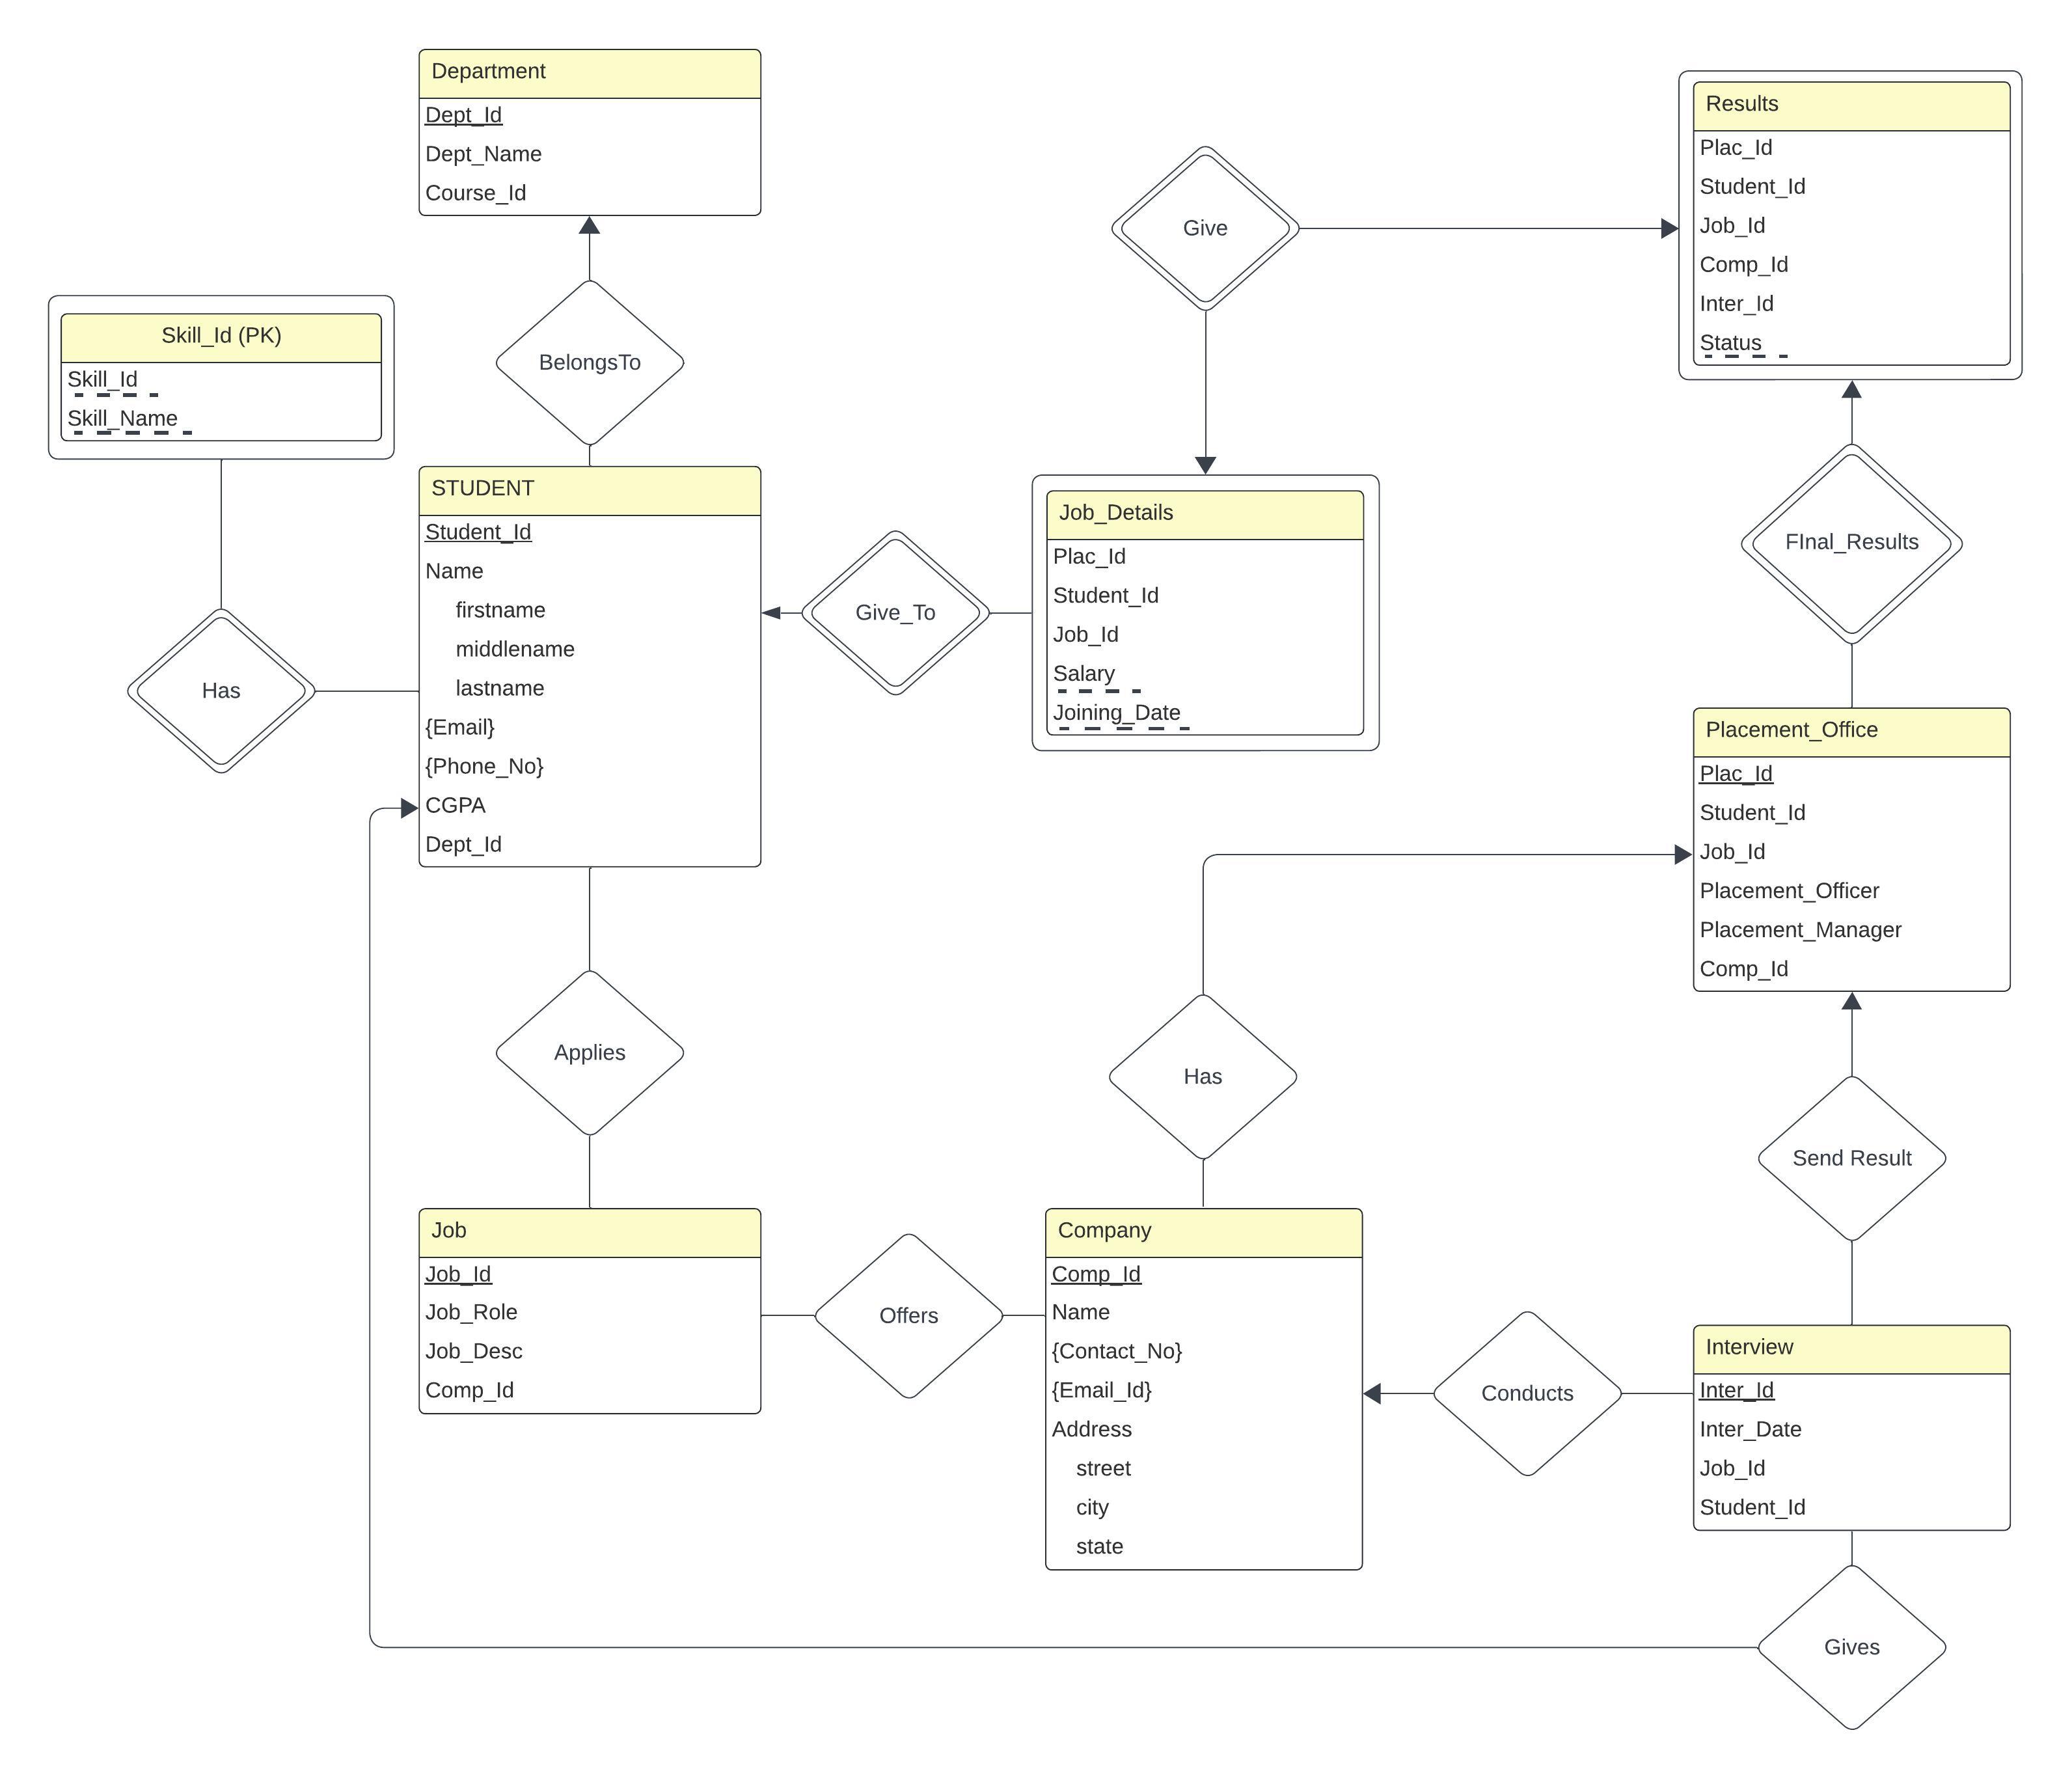 Department
Dept_Id
Dept_Name
Course_Id
Results
Plac_Id
Student_Id
Job_Id
Comp_Id
Inter_Id
Status
Give
Skill_Id (PK)
Skill_Id
Skill_Name
BelongsTo
STUDENT
Student_Id
Name
firstname
middlename
lastname
{Email}
{Phone_No}
CGPA
Dept_Id
Has
Give_To
Job_Details
Plac_Id
Student_Id
Job_Id
Salary
Joining_Date
FInal_Results
Placement_Office
Plac_Id
Student_Id
Job_Id
Placement_Officer
Placement_Manager
Comp_Id
Applies
Has
Send Result
Job
Job_Id
Job_Role
Job_Desc
Comp_Id
Offers
Company
Comp_Id
Name
{Contact_No}
{Email_Id}
Address
street
city
state
Conducts
Interview
Inter_Id
Inter_Date
Job_Id
Student_Id
Gives